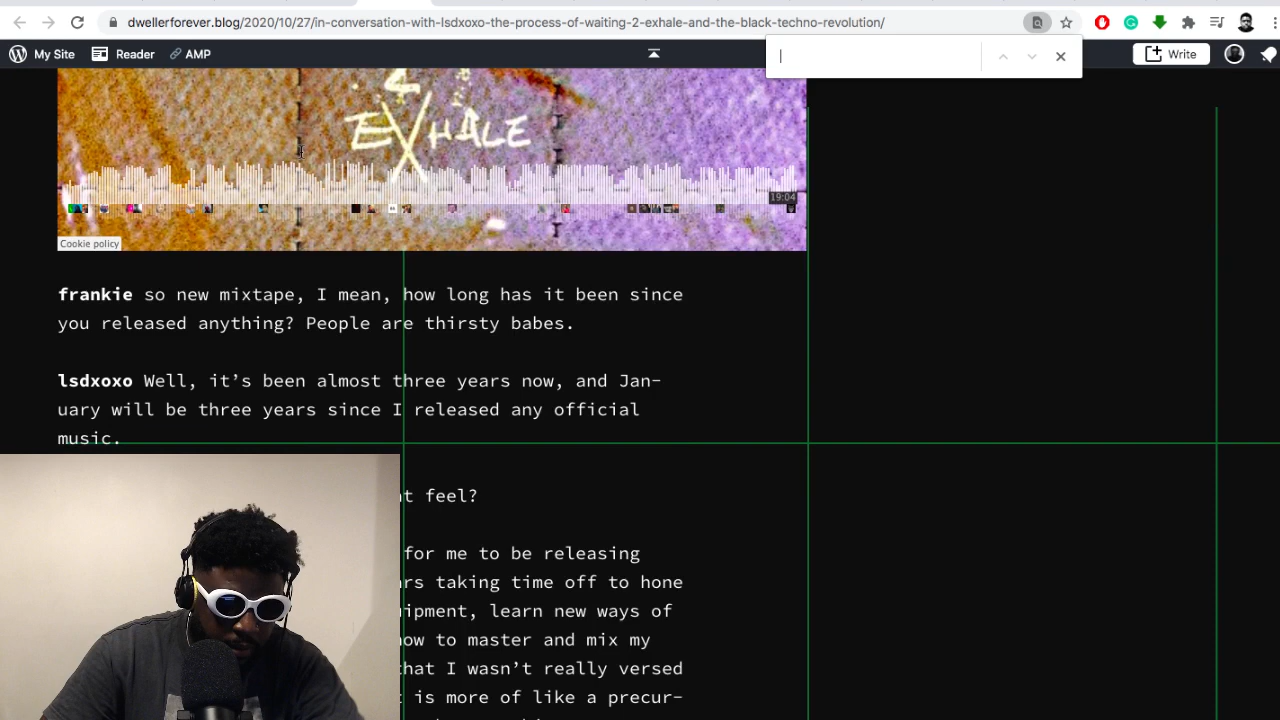 dwellerforever.blog/2020/10/27/in-conversation-with-lsdxoxo-the-process-of-waiting-2-exhale-and-the-black-techno-revolution/
My Site Reader AMP Write
2
EXHALE
19:04
Cookie policy
frankie so new mixtape, I mean, how long has it been since
you released anything? People are thirsty babes.
lsdxoxo Well, it’s been almost three years now, and Jan-
uary will be three years since I released any official
music.
feel?
for me to be releasing
taking time off to hone
learn new ways of
to master and mix my
that I wasn’t really versed
is more of like a precur-